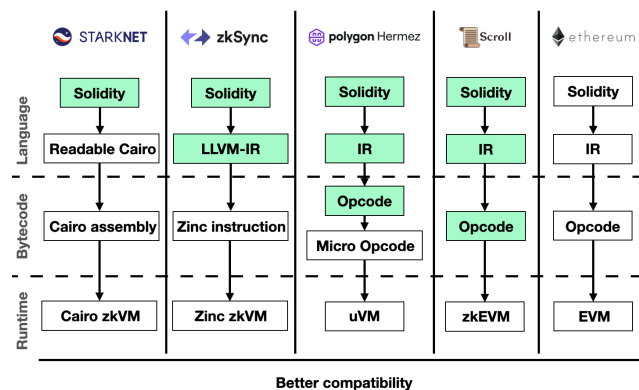 STARKNET
zkSync
polygon Hermez
Scroll
ethereum
Language
Solidity
Solidity
Solidity
Solidity
Solidity
Readable Cairo
LLVM-IR
IR
IR
IR
Bytecode
Opcode
Cairo assembly
Zinc instruction
Micro Opcode
Opcode
Opcode
Runtime
Cairo zkVM
Zinc zkVM
uVM
zkEVM
EVM
Better compatibility